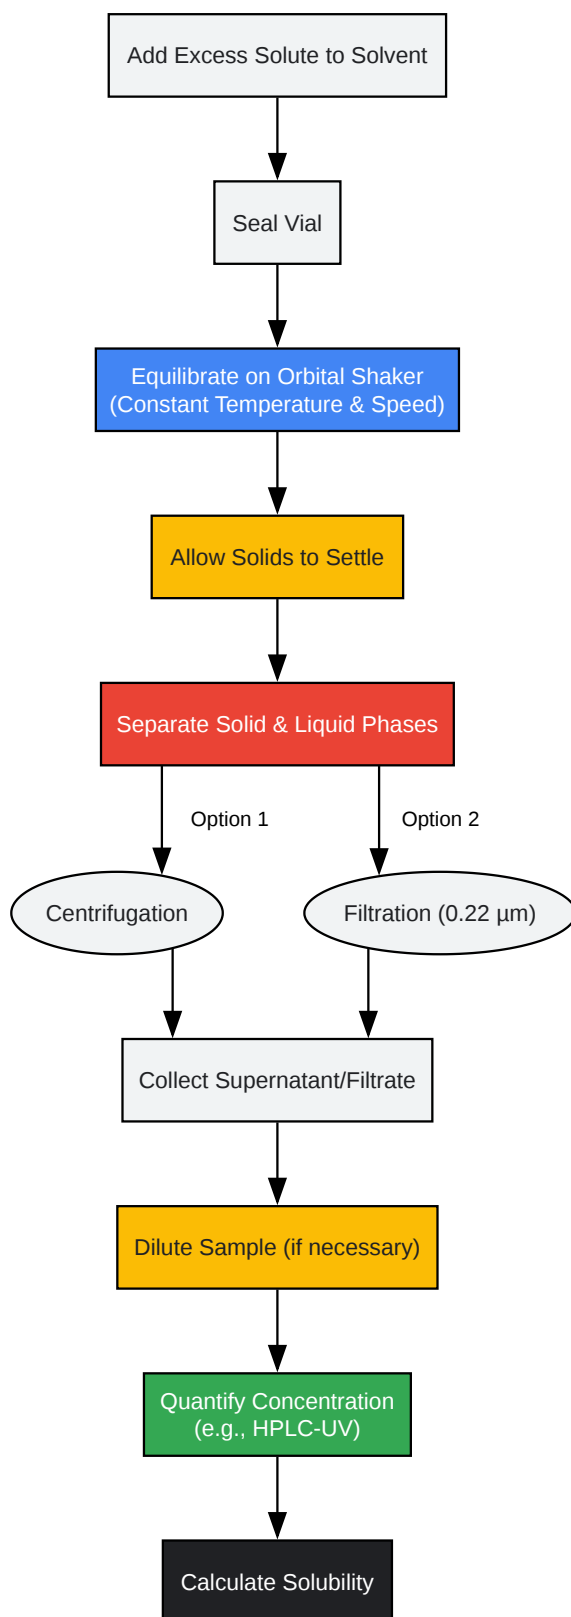 Add Excess Solute to Solvent
Seal Vial
Equilibrate on Orbital Shaker
(Constant Temperature & Speed)
Allow Solids to Settle
Separate Solid & Liquid Phases
Option 1
Option 2
Centrifugation
Filtration (0.22 µm)
Collect Supernatant/Filtrate
Dilute Sample (if necessary)
Quantify Concentration
(e.g., HPLC-UV)
Calculate Solubility